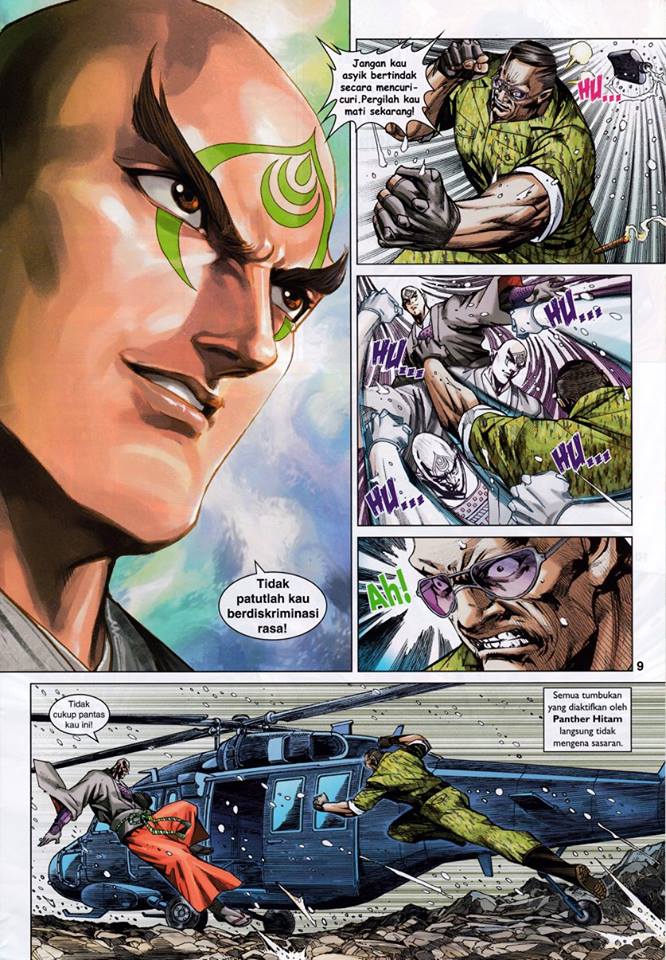 Jangan kau
asyik bertindak
secara mencuri-
curi.Pergilah kau
mati sekarang!
HU...
HU...
HU...
HU...
HU...
Ah!
Tidak
patutlah kau
berdiskriminasi
rasa!
9
Tidak
cukup pantas
kau ini!
Semua tumbukan
yang diaktifkan oleh
Panther Hitam
langsung tidak
mengena sasaran.